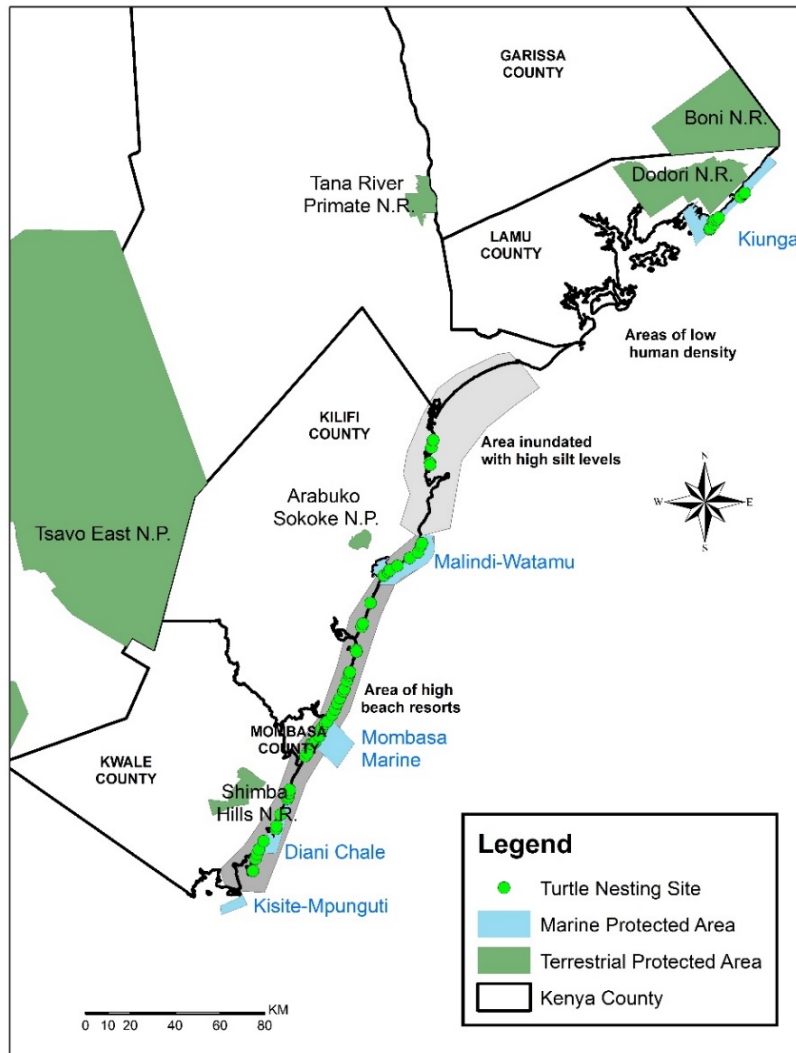 GARISSA
COUNTY
Boni N.R.
Dodori N.R.
Tana River
Primate N.R.
LAMU
COUNTY
Kiunga
Areas of low
human density
KILIFI
COUNTY
Area inundated
with high silt levels
N
W
E
S
Arabuko
Sokoke N.P.
Tsavo East N.P.
Malindi-Watamu
Area of high
beach resorts
MOMBASA
COUNTY
Mombasa
Marine
KWALE
COUNTY
Shimba
Hills N.R.
Diani Chale
Kisite-Mpunguti
Legend
Turtle Nesting Site
Marine Protected Area
Terrestrial Protected Area
Kenya County
KM
0 10 20 40 60 80